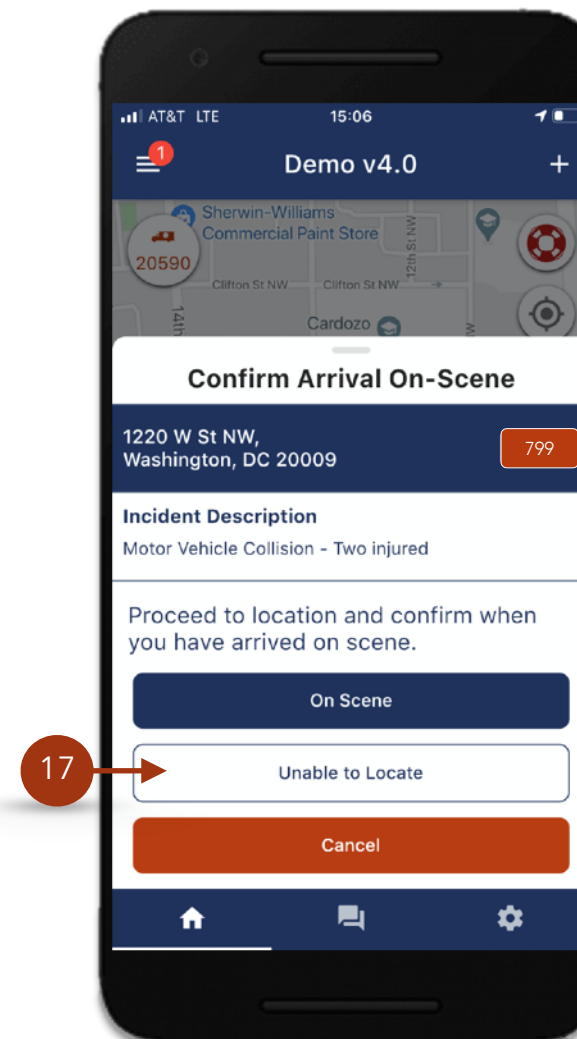 AT&T LTE 15:06
1
Demo v4.0 +
Sherwin-Williams
Commercial Paint Store
20590
12th St NW
Clifton St NW Clifton St NW
14th
Cardozo
Confirm Arrival On-Scene
1220 W St NW,
Washington, DC 20009
799
Incident Description
Motor Vehicle Collision - Two injured
Proceed to location and confirm when
you have arrived on scene.
On Scene
17
Unable to Locate
Cancel